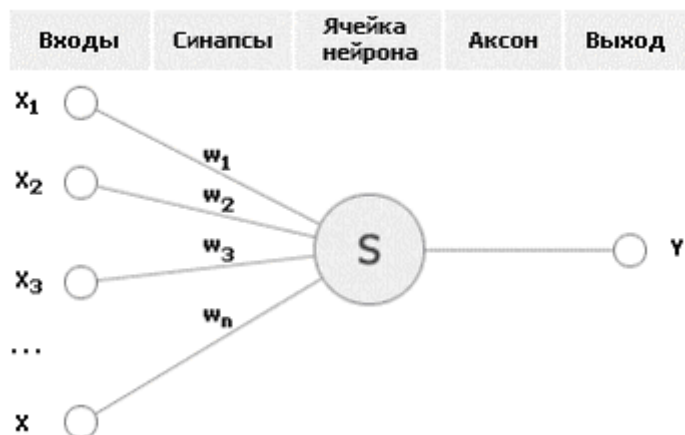 Входы
Синапсы
Ячейка
нейрона
Аксон
Выход
X1
w1
X2
w2
X3
w3
S
Y
wn
...
X